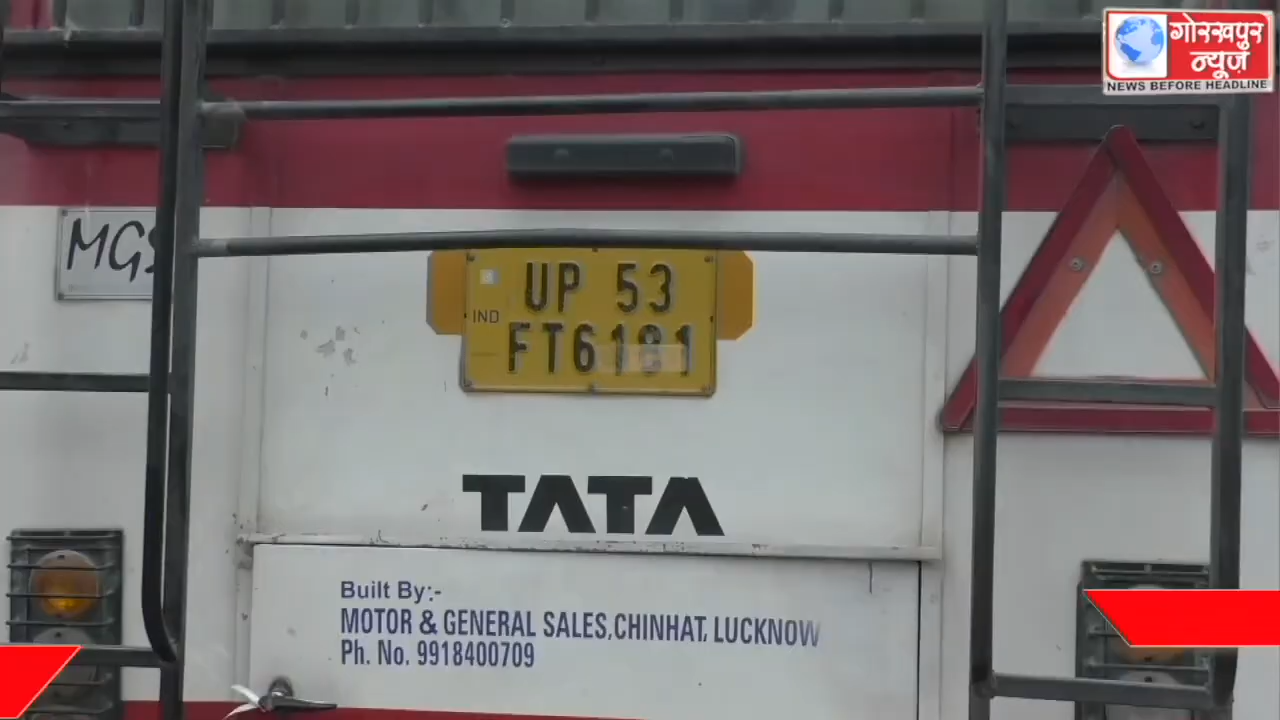 गोरखपुर
न्यूज़
NEWS BEFORE HEADLINE
MGS
UP 53
IND
FT6191
TATA
Built By:-
MOTOR & GENERAL SALES,CHINHAT, LUCKNOW
Ph. No. 9918400709